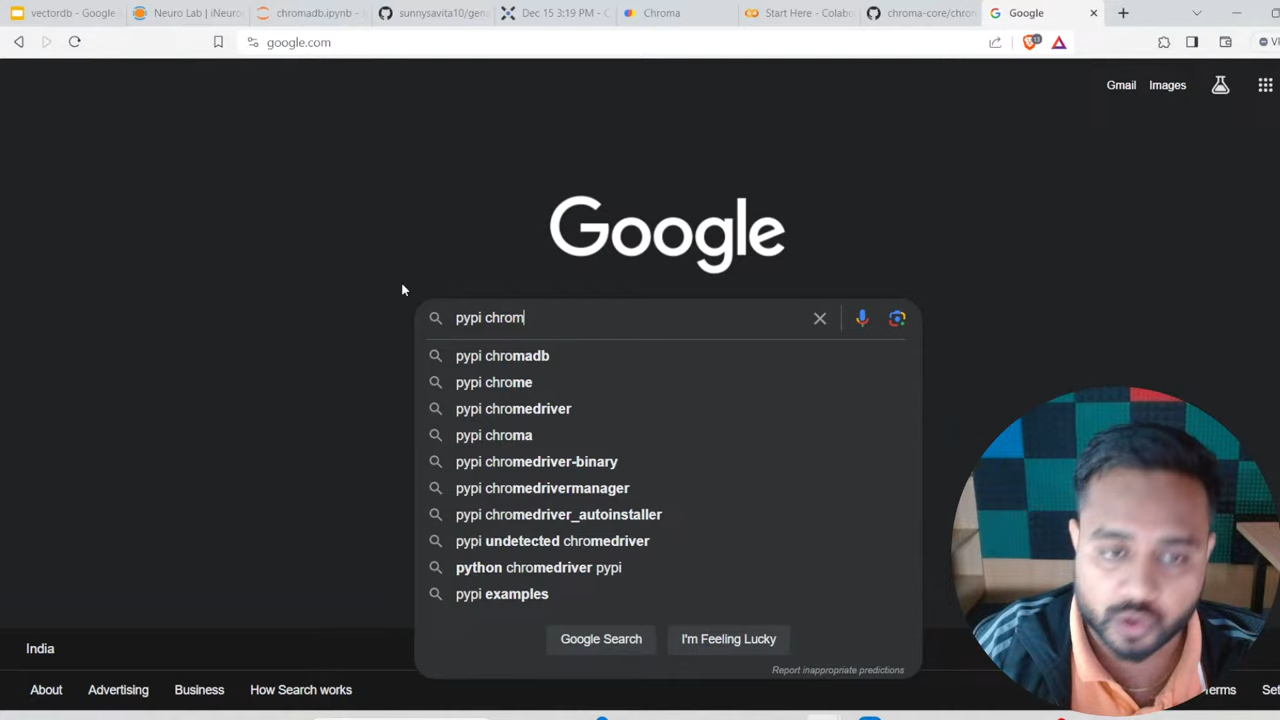 vectordb - Google
Neuro Lab | iNeuro
chromadb.ipynb -
sunnysavita10/gen
Dec 15 3:19 PM - C
Chroma
Start Here - Colabo
chroma-core/chro
Google
google.com
VP
Gmail Images
Google
pypi chrom
pypi chromadb
pypi chrome
pypi chromedriver
pypi chroma
pypi chromedriver-binary
pypi chromedrivermanager
pypi chromedriver_autoinstaller
pypi undetected chromedriver
python chromedriver pypi
pypi examples
Google Search I'm Feeling Lucky
Report inappropriate predictions
India
About Advertising Business How Search works Terms Set